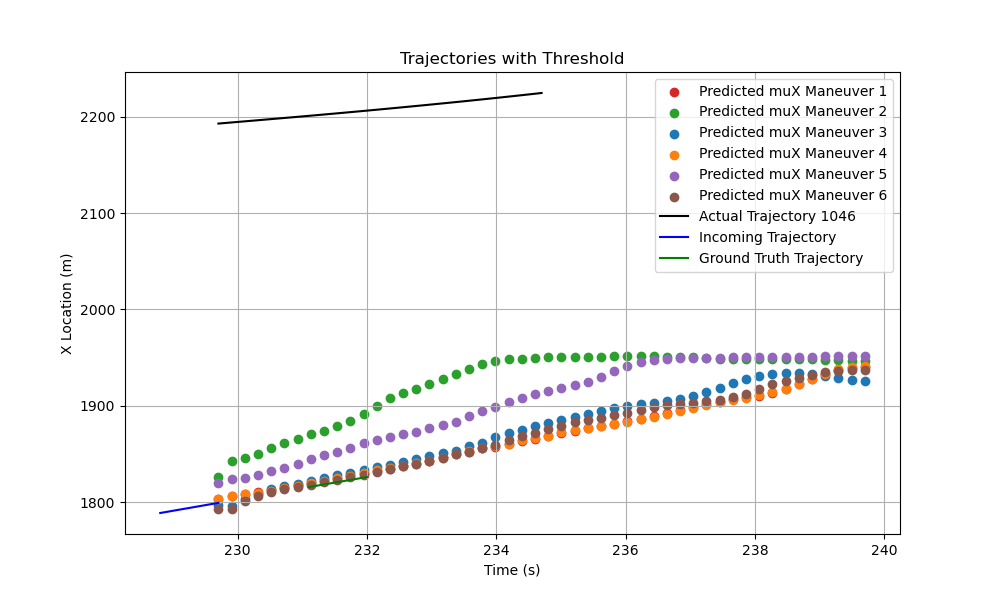 Trajectories with Threshold
Predicted muX Maneuver 1
Predicted muX Maneuver 2
Predicted muX Maneuver 3
Predicted muX Maneuver 4
Predicted muX Maneuver 5
Predicted muX Maneuver 6
Actual Trajectory 1046
Incoming Trajectory
Ground Truth Trajectory
X Location (m)
2200
2100
2000
1900
1800
230 232 234 236 238 240
Time (s)